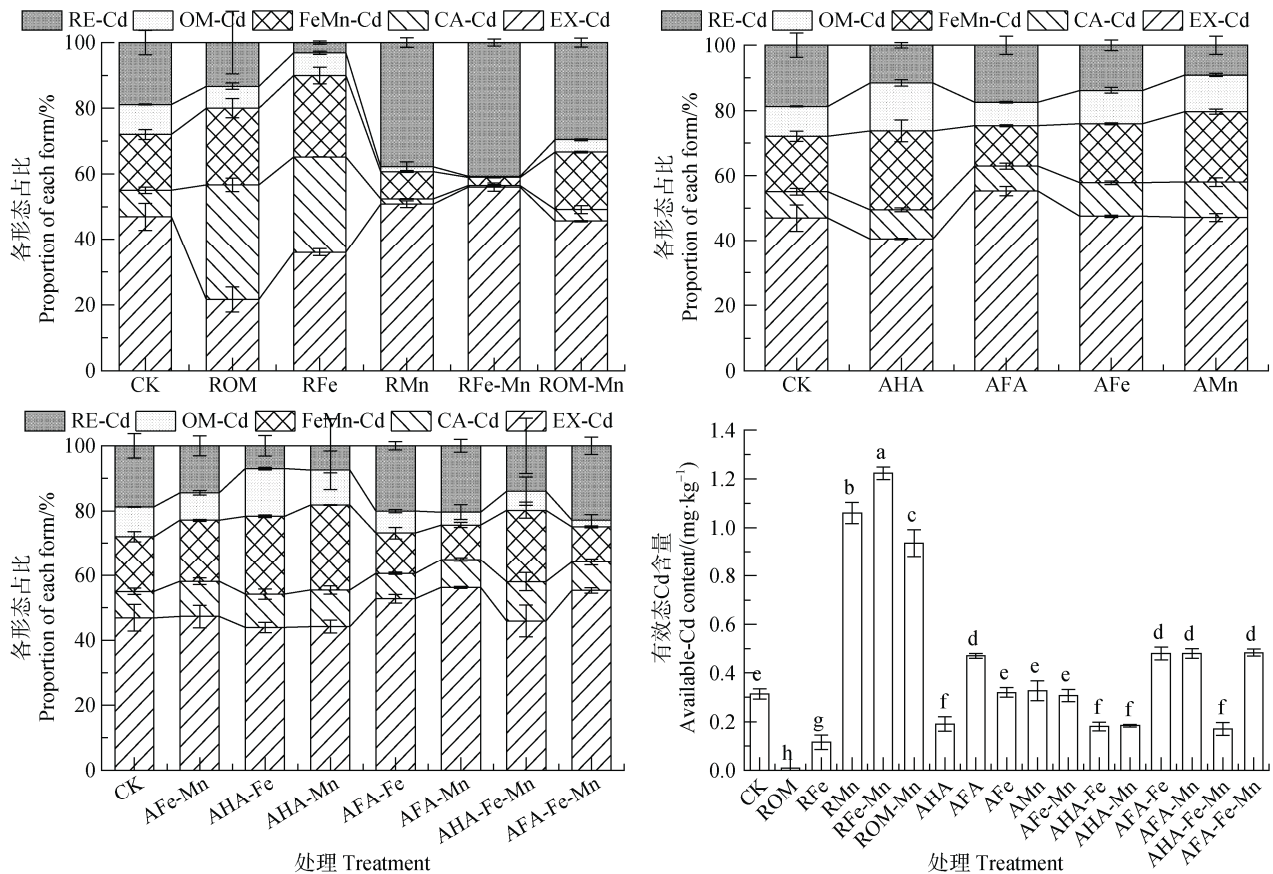 RE-Cd OM-Cd FeMn-Cd CA-Cd EX-Cd
100
80
60
40
20
0
各形态占比
Proportion of each form/%
CK ROM RFe RMn RFe-Mn ROM-Mn
RE-Cd OM-Cd FeMn-Cd CA-Cd EX-Cd
100
80
60
40
20
0
各形态占比
Proportion of each form/%
CK AHA AFA AFe AMn
RE-Cd OM-Cd FeMn-Cd CA-Cd EX-Cd
100
80
60
40
20
0
各形态占比
Proportion of each form/%
CK AFe-Mn AHA-Fe AHA-Mn AFA-Fe AFA-Mn AHA-Fe-Mn AFA-Fe-Mn
处理 Treatment
1.4
1.2
1.0
0.8
0.6
0.4
0.2
0.0
有效态Cd含量
Available-Cd content/(mg·kg⁻¹)
e h g b a c f d e e e f f d d f d
CK ROM RFe RMn RFe-Mn ROM-Mn AHA AFA AFe AMn AFe-Mn AHA-Fe AHA-Mn AFA-Fe AFA-Mn AHA-Fe-Mn AFA-Fe-Mn
处理 Treatment